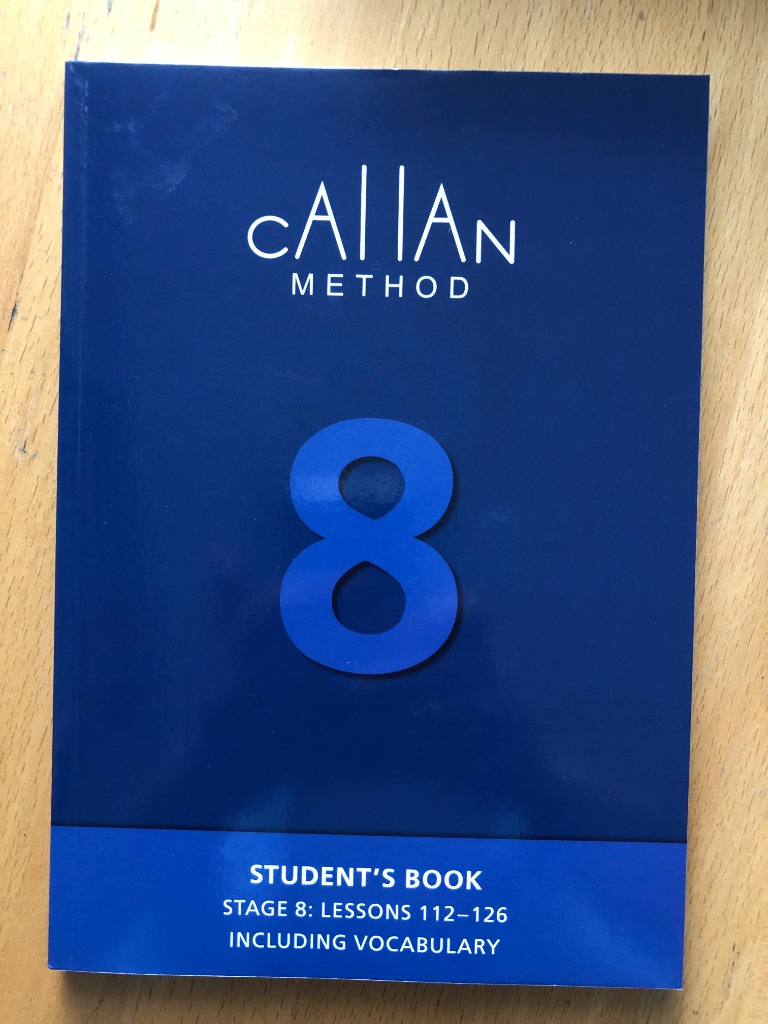 CALLAN
METHOD
8
STUDENT'S BOOK
STAGE 8: LESSONS 112–126
INCLUDING VOCABULARY